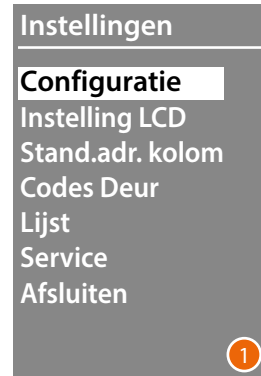 Instellingen
Configuratie
Instelling LCD
Stand.adr. kolom
Codes Deur
Lijst
Service
Afsluiten
1